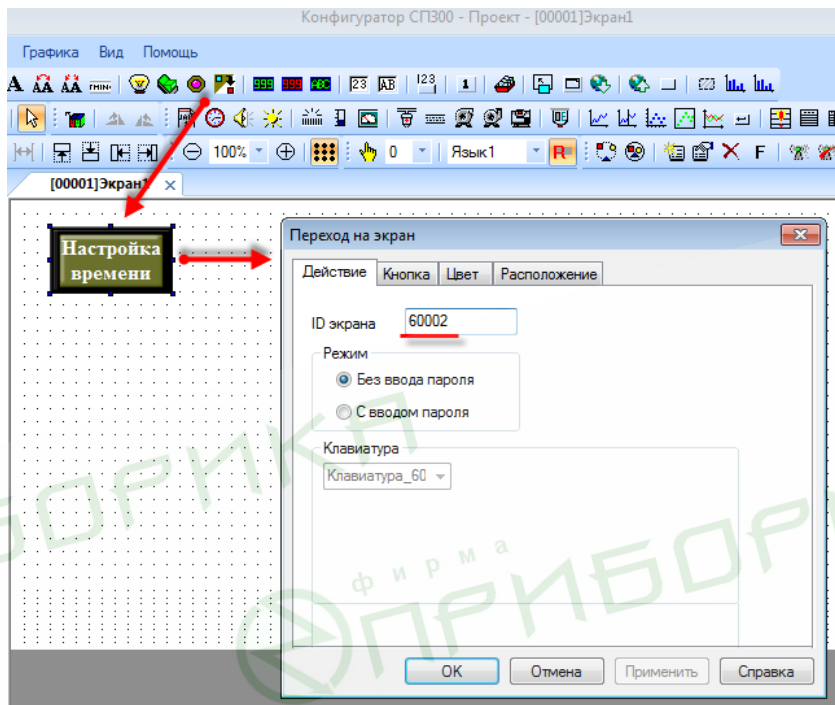 Конфигуратор СП300 - Проект - [00001]Экран1
Графика Вид Помощь
100% 0 Язык1 R F
[00001]Экран1
Настройка
времени
Переход на экран
Действие Кнопка Цвет Расположение
ID экрана 60002
Режим
Без ввода пароля
С вводом пароля
Клавиатура
Клавиатура_60
фирма
ПРИБОРИКА
OK Отмена Применить Справка